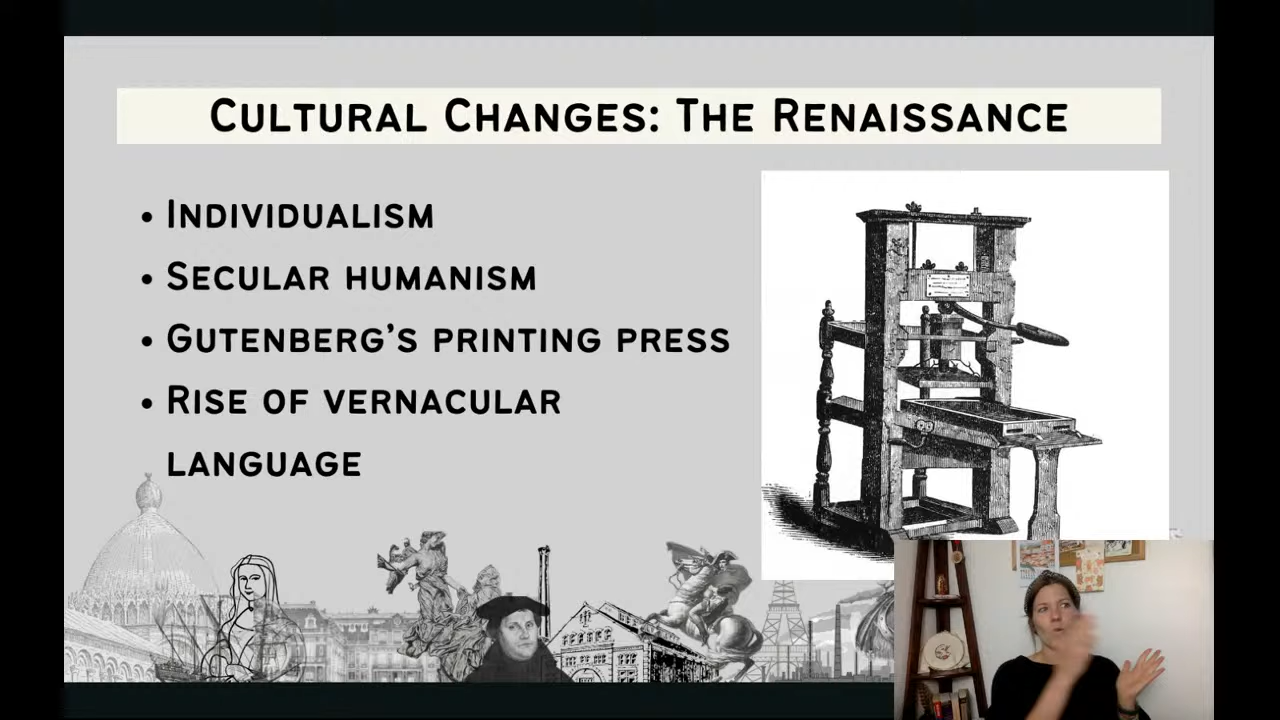 Cultural Changes: The Renaissance
• Individualism
• Secular humanism
• Gutenberg's printing press
• Rise of vernacular
language